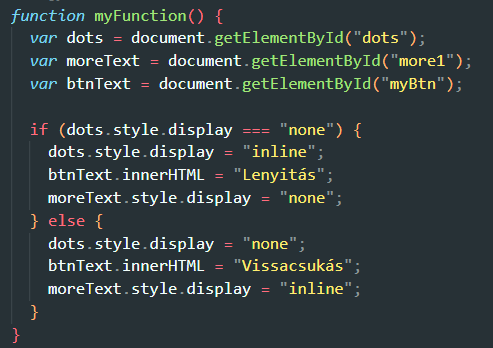 function myFunction() {
  var dots = document.getElementById("dots");
  var moreText = document.getElementById("more1");
  var btnText = document.getElementById("myBtn");

  if (dots.style.display === "none") {
    dots.style.display = "inline";
    btnText.innerHTML = "Lenyitás";
    moreText.style.display = "none";
  } else {
    dots.style.display = "none";
    btnText.innerHTML = "Vissacsukás";
    moreText.style.display = "inline";
  }
}